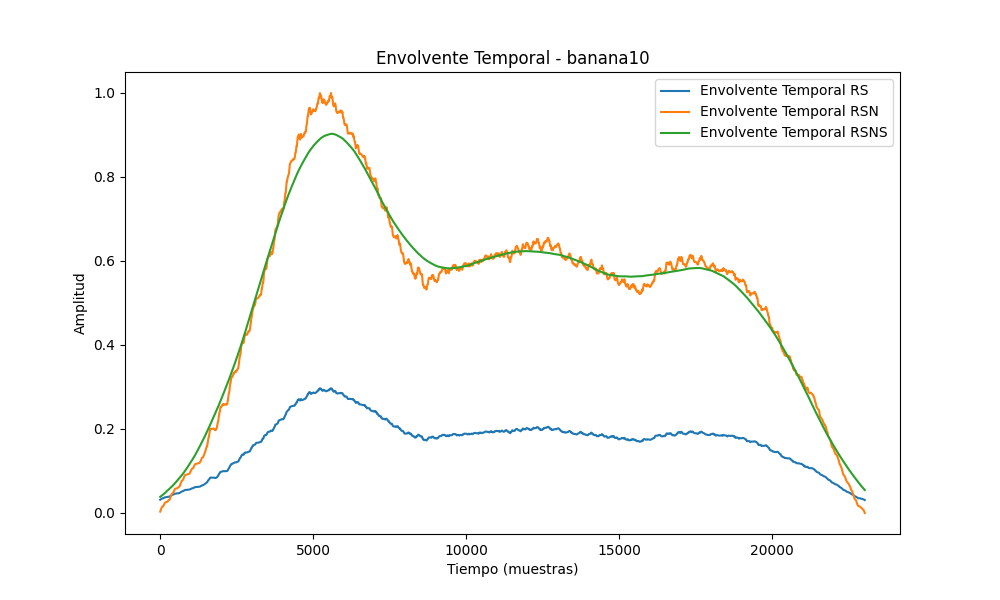 Envolvente Temporal - banana10
Envolvente Temporal RS
Envolvente Temporal RSN
Envolvente Temporal RSNS
Amplitud
1.0
0.8
0.6
0.4
0.2
0.0
0
5000
10000
15000
20000
Tiempo (muestras)